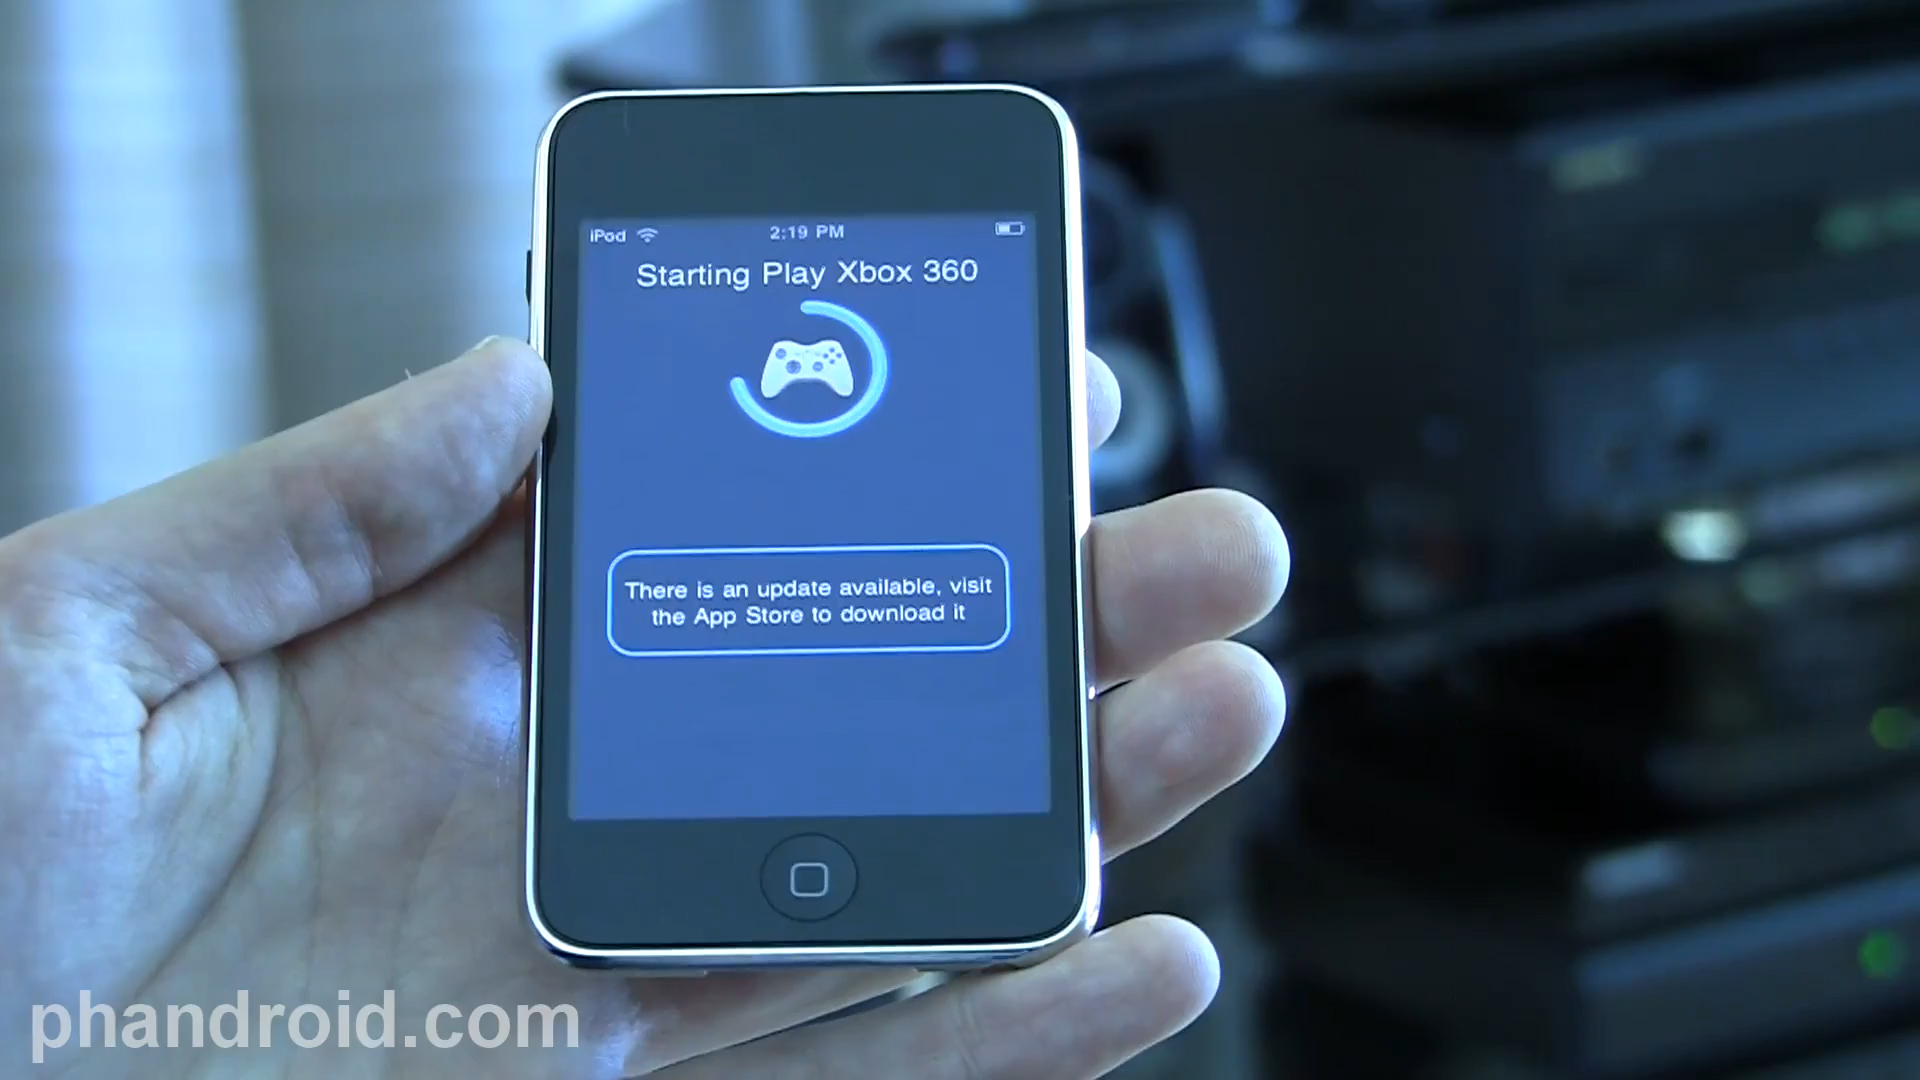 iPod 2:19 PM
Starting Play Xbox 360
There is an update available, visit
the App Store to download it
phandroid.com